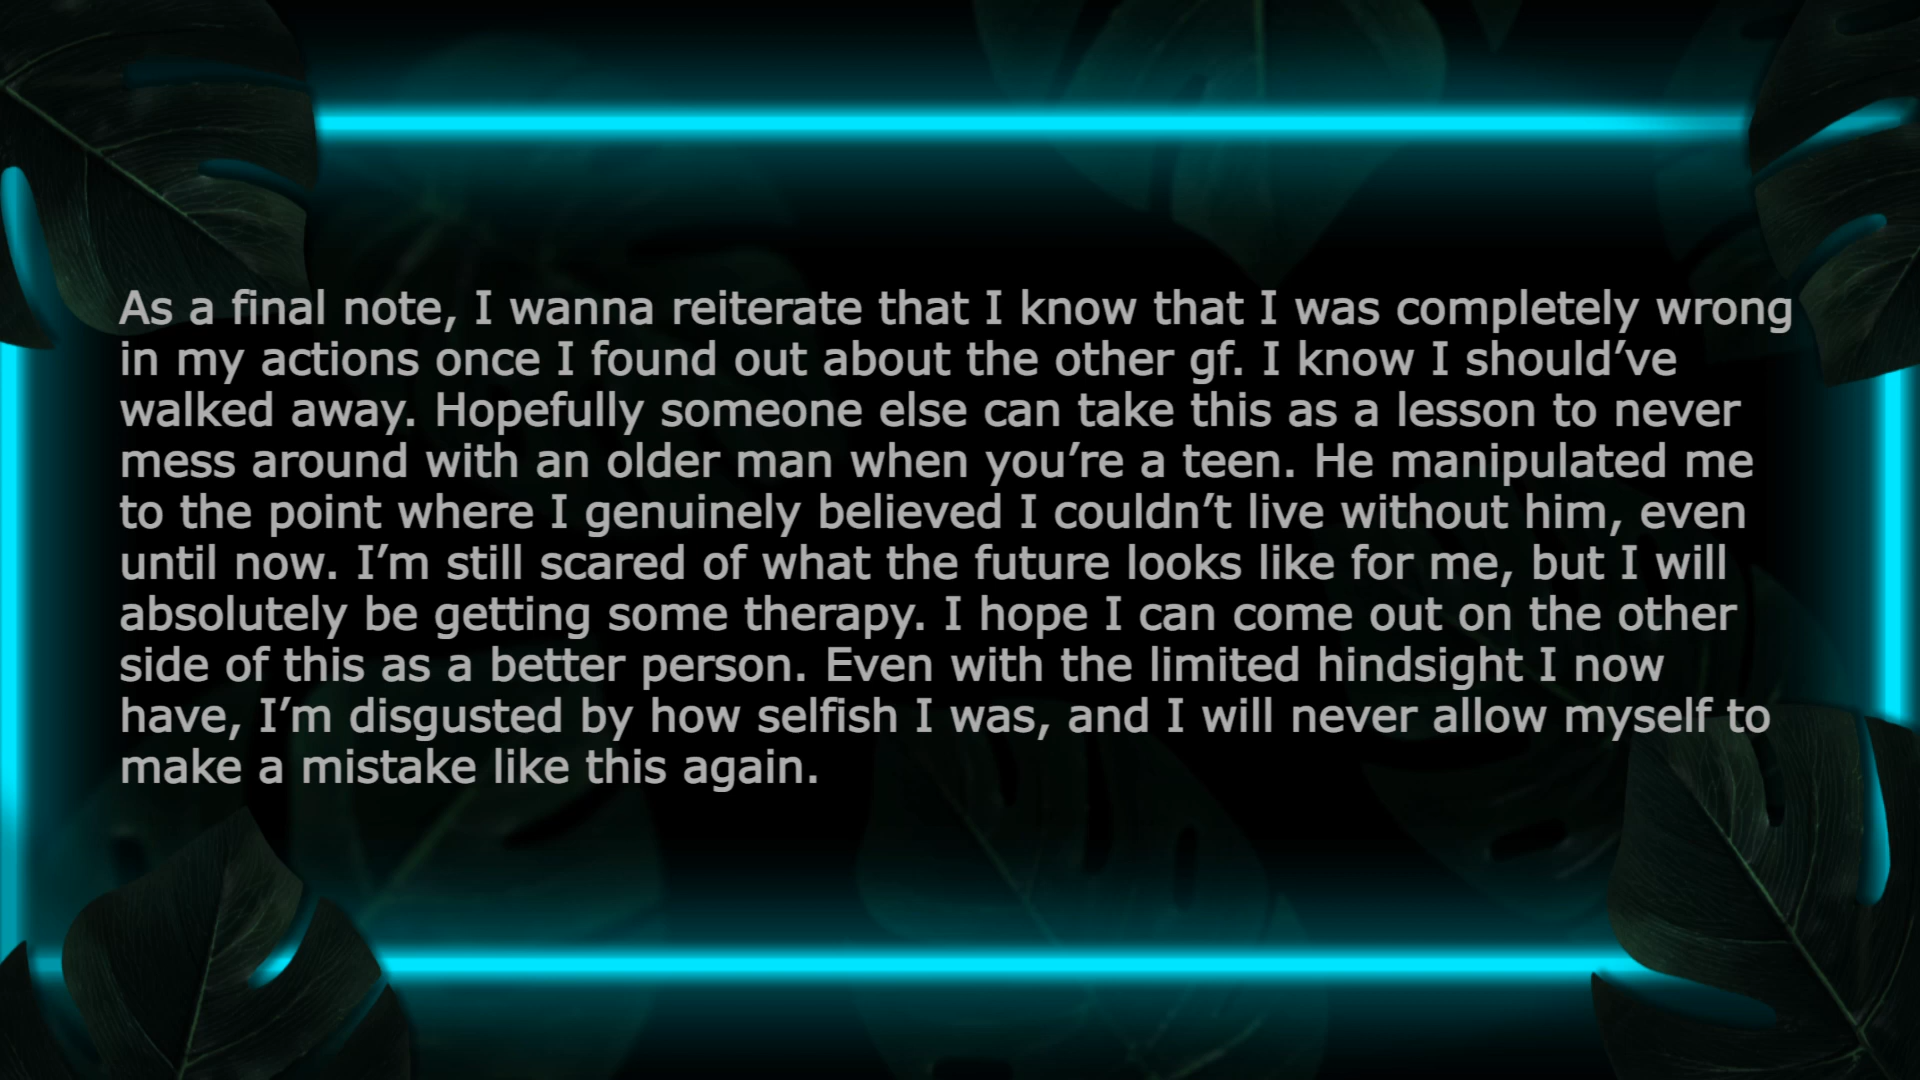 As a final note, I wanna reiterate that I know that I was completely wrong
in my actions once I found out about the other gf. I know I should’ve
walked away. Hopefully someone else can take this as a lesson to never
mess around with an older man when you’re a teen. He manipulated me
to the point where I genuinely believed I couldn’t live without him, even
until now. I’m still scared of what the future looks like for me, but I will
absolutely be getting some therapy. I hope I can come out on the other
side of this as a better person. Even with the limited hindsight I now
have, I’m disgusted by how selfish I was, and I will never allow myself to
make a mistake like this again.